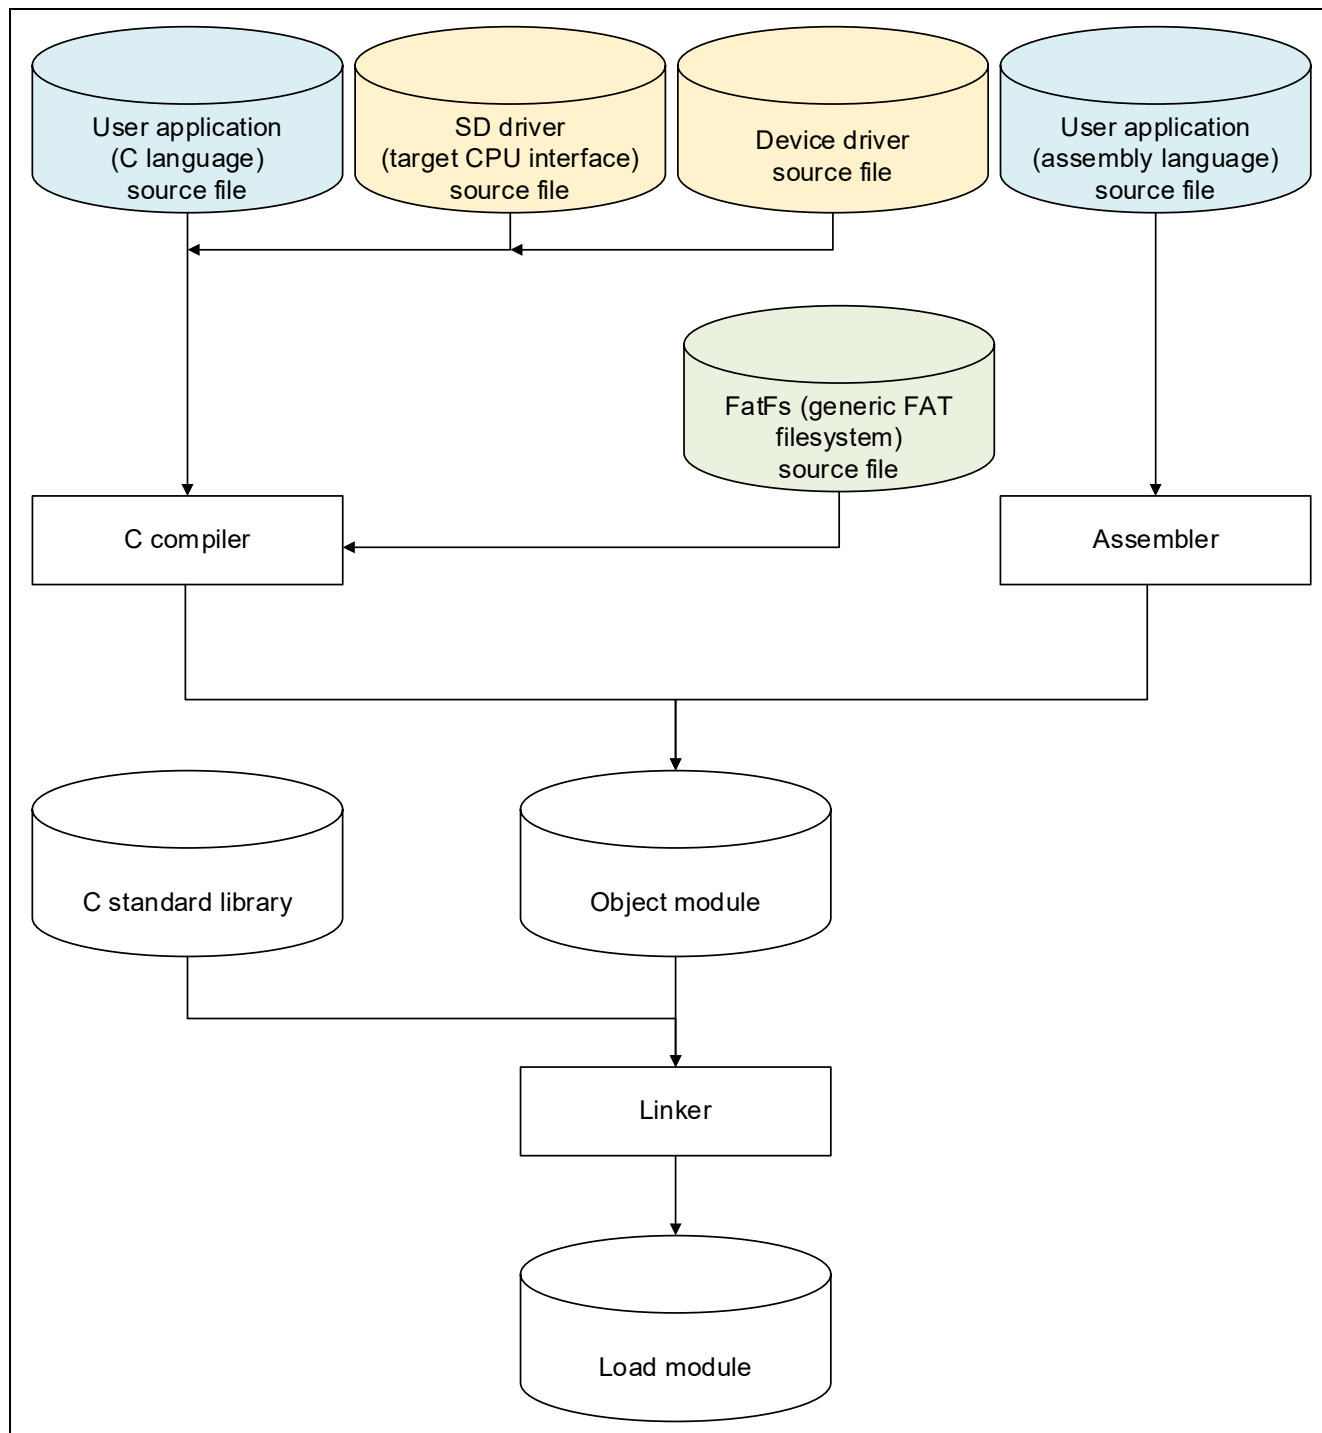 User application
(C language)
source file
SD driver
(target CPU interface)
source file
Device driver
source file
User application
(assembly language)
source file
FatFs (generic FAT
filesystem)
source file
C compiler
Assembler
C standard library
Object module
Linker
Load module